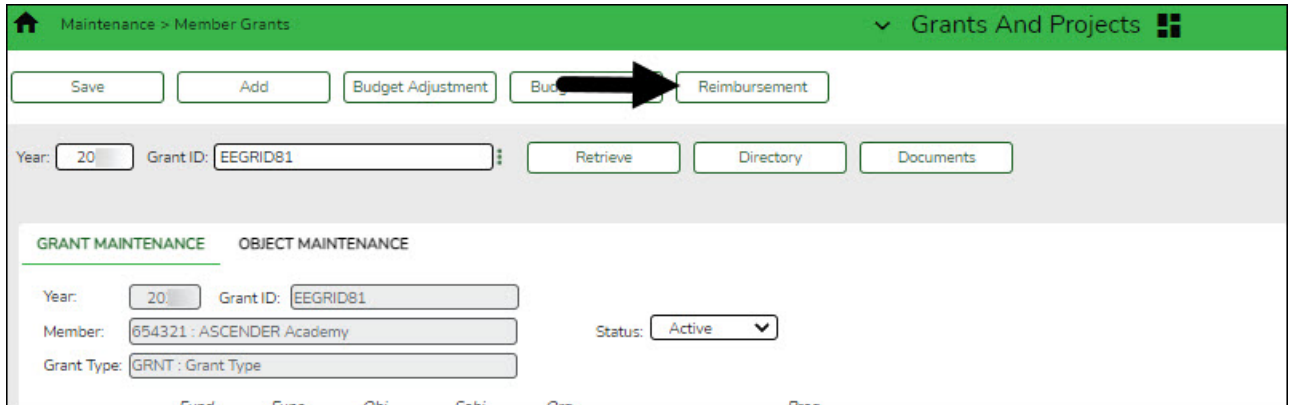 Maintenance > Member Grants
Grants And Projects
Save Add Budget Adjustment Reimbursement
Year: 20 Grant ID: EEGRID81 Retrieve Directory Documents
GRANT MAINTENANCE OBJECT MAINTENANCE
Year: 20 Grant ID: EEGRID81
Member: 654321 : ASCENDER Academy Status: Active
Grant Type: GRNT : Grant Type